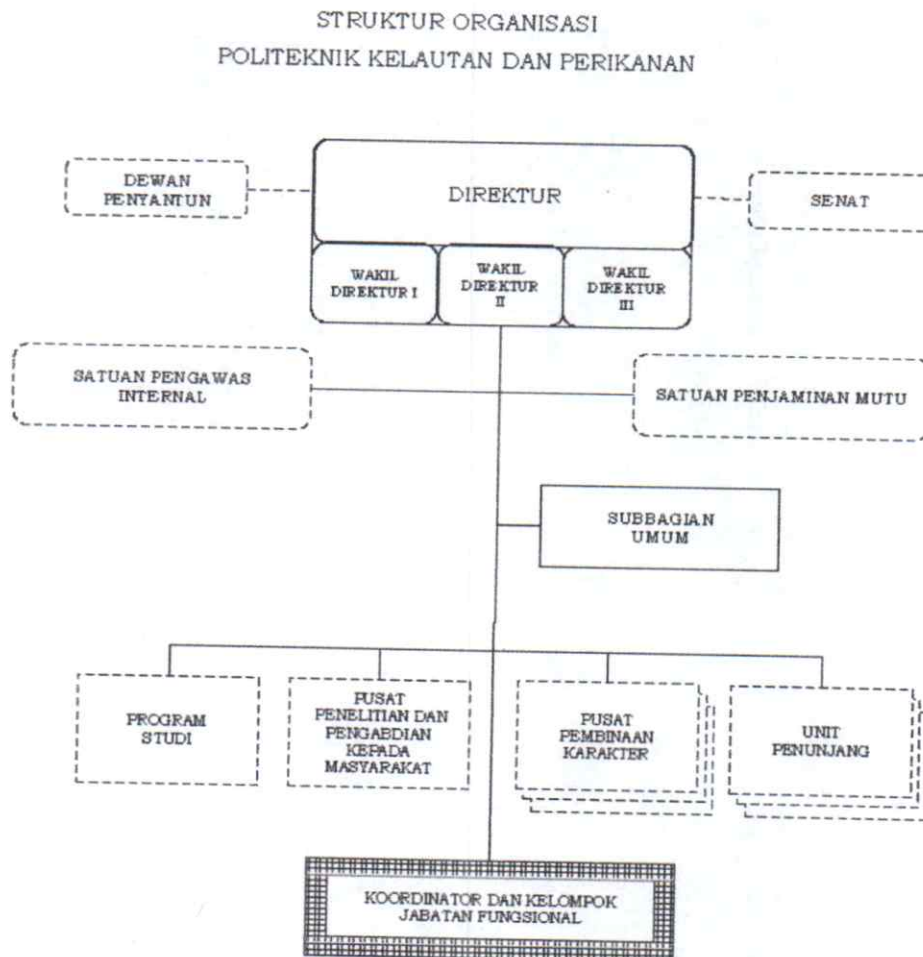 STRUKTUR ORGANISASI
POLITEKNIK KELAUTAN DAN PERIKANAN
DEWAN
PENYANTUN
DIREKTUR
SENAT
WAKIL
DIREKTUR I
WAKIL
DIREKTUR
II
WAKIL
DIREKTUR
III
SATUAN PENGAWAS
INTERNAL
SATUAN PENJAMINAN MUTU
SUBBAGIAN
UMUM
PROGRAM
STUDI
PUSAT
PENELITIAN DAN
PENGABDIAN
KEPADA
MASYARAKAT
PUSAT
PEMBINAAN
KARAKTER
UNIT
PENUNJANG
KOORDINATOR DAN KELOMPOK
JABATAN FUNGSIONAL